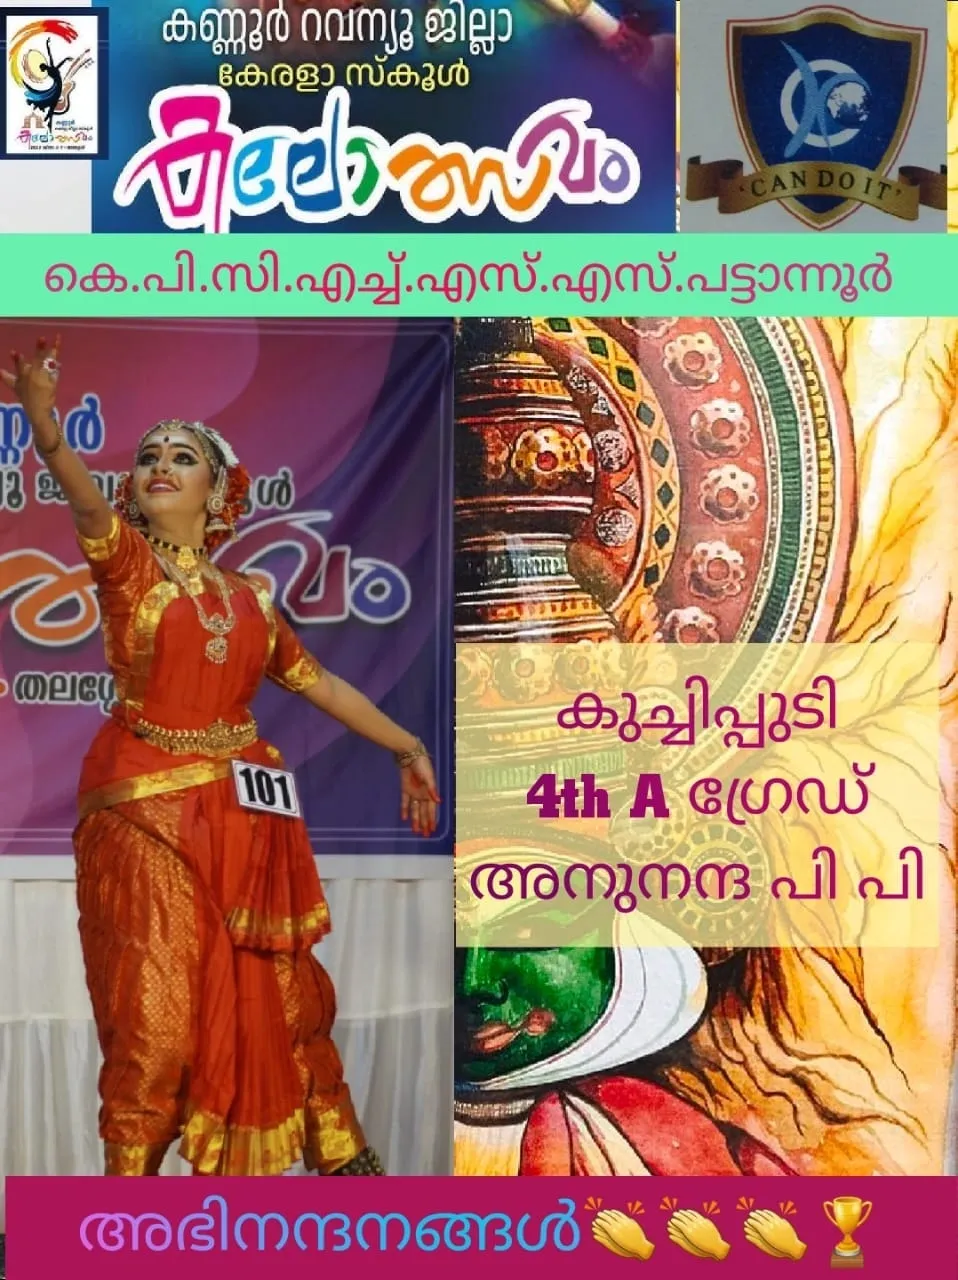 കണ്ണൂർ റവന്യൂ ജില്ലാ
കേരളാ സ്കൂൾ
കലോത്സവം
'CAN DO IT'
കെ.പി.സി.എച്ച്.എസ്.എസ്.പട്ടാന്നൂർ
101
കുച്ചിപ്പുടി
4th A ഗ്രേഡ്
അനുനന്ദ പി പി
അഭിനന്ദനങ്ങൾ👏👏👏🏆